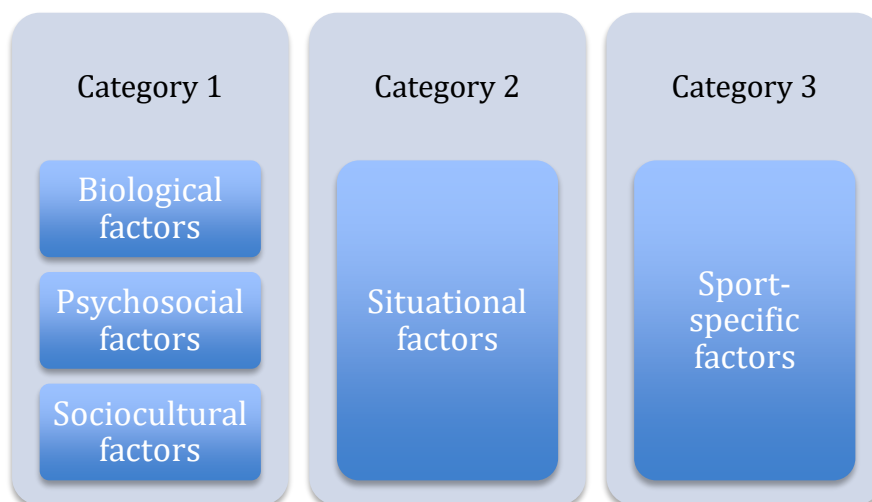 Category 1
Biological
factors
Psychosocial
factors
Sociocultural
factors
Category 2
Situational
factors
Category 3
Sport-
specific
factors